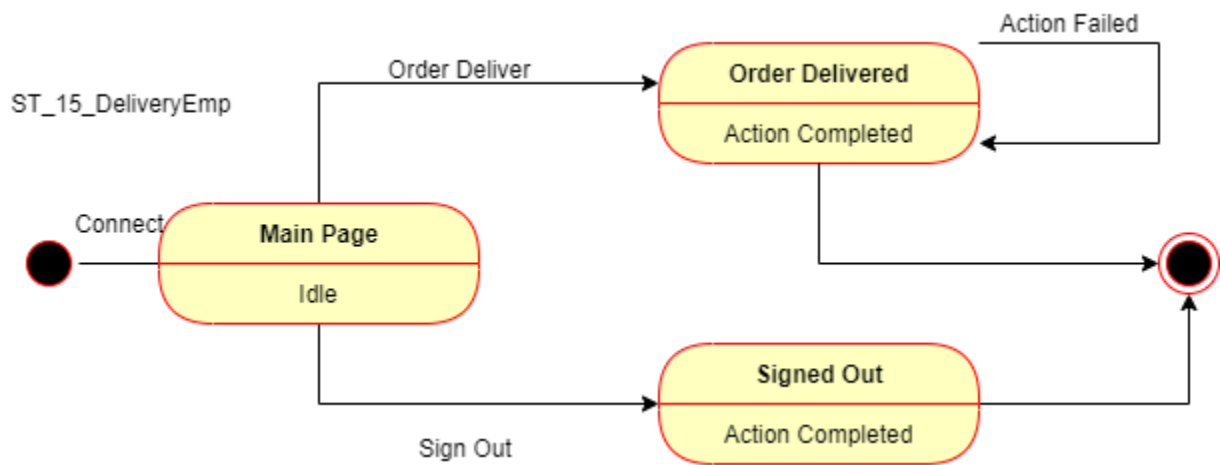 Action Failed
Order Deliver
Order Delivered
ST_15_DeliveryEmp
Action Completed
Connect
Main Page
Idle
Signed Out
Action Completed
Sign Out